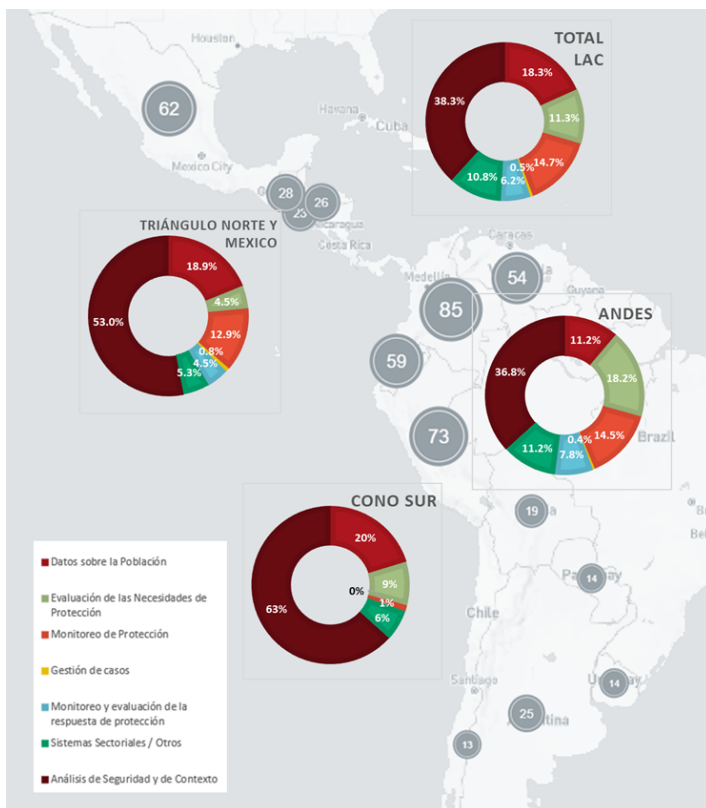 Houston
TOTAL
LAC
18.3%
38.3%
11.3%
62
Havana
Cuba
14.7%
0.5%
6.2%
10.8%
Mexico City
28
26
23
Nicaragua
TRIÁNGULO NORTE Y
MEXICO
Costa Rica
Caracas
18.9%
Medellín
54
Guyana
4.5%
85
53.0%
12.9%
ANDES
0.8%
4.5%
5.3%
59
11.2%
36.8%
18.2%
73
14.5%
Brazil
0.4%
11.2%
7.8%
CONO SUR
19
20%
Datos sobre la Población
9%
0%
14
63%
1%
Evaluación de las Necesidades de
Protección
6%
Chile
Monitoreo de Protección
Gestión de casos
Santiago
14
Monitoreo y evaluación de la
respuesta de protección
25
Sistemas Sectoriales / Otros
13
Análisis de Seguridad y de Contexto